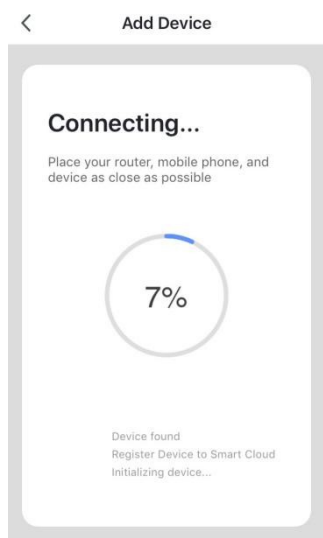 Add Device
Connecting...
Place your router, mobile phone, and
device as close as possible
7%
Device found
Register Device to Smart Cloud
Initializing device...